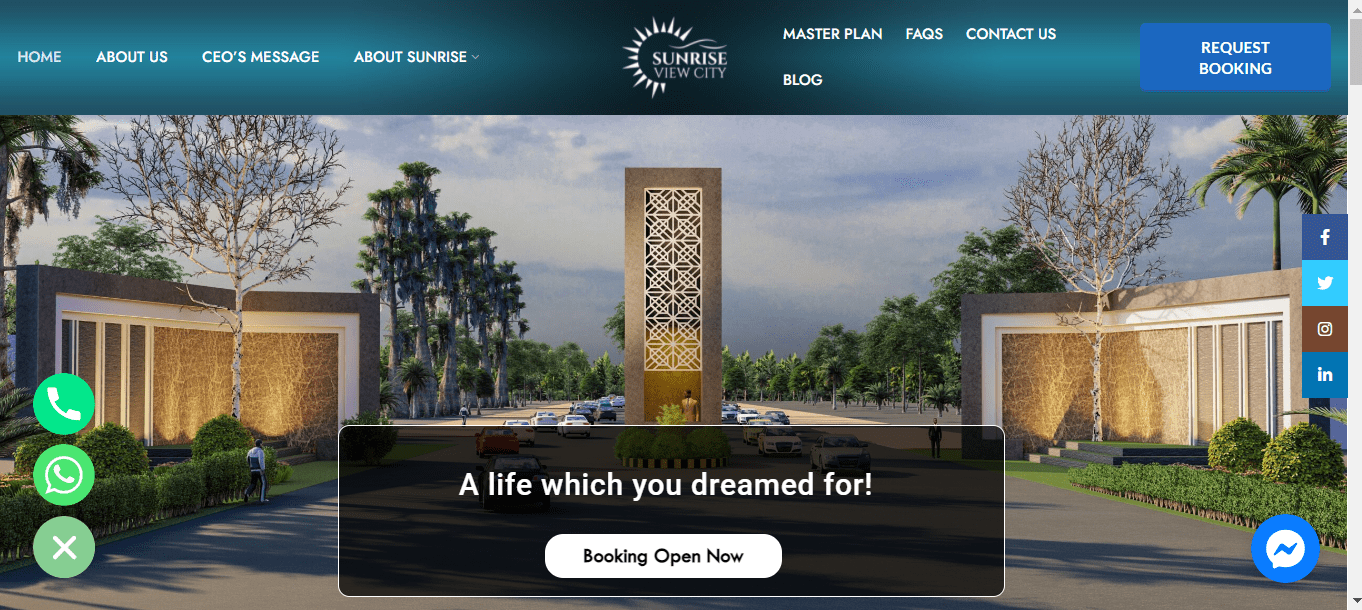 HOME
ABOUT US
CEO'S MESSAGE
ABOUT SUNRISE
SUNRISE
VIEW CITY
MASTER PLAN
FAQS
CONTACT US
BLOG
REQUEST
BOOKING
A life which you dreamed for!
Booking Open Now